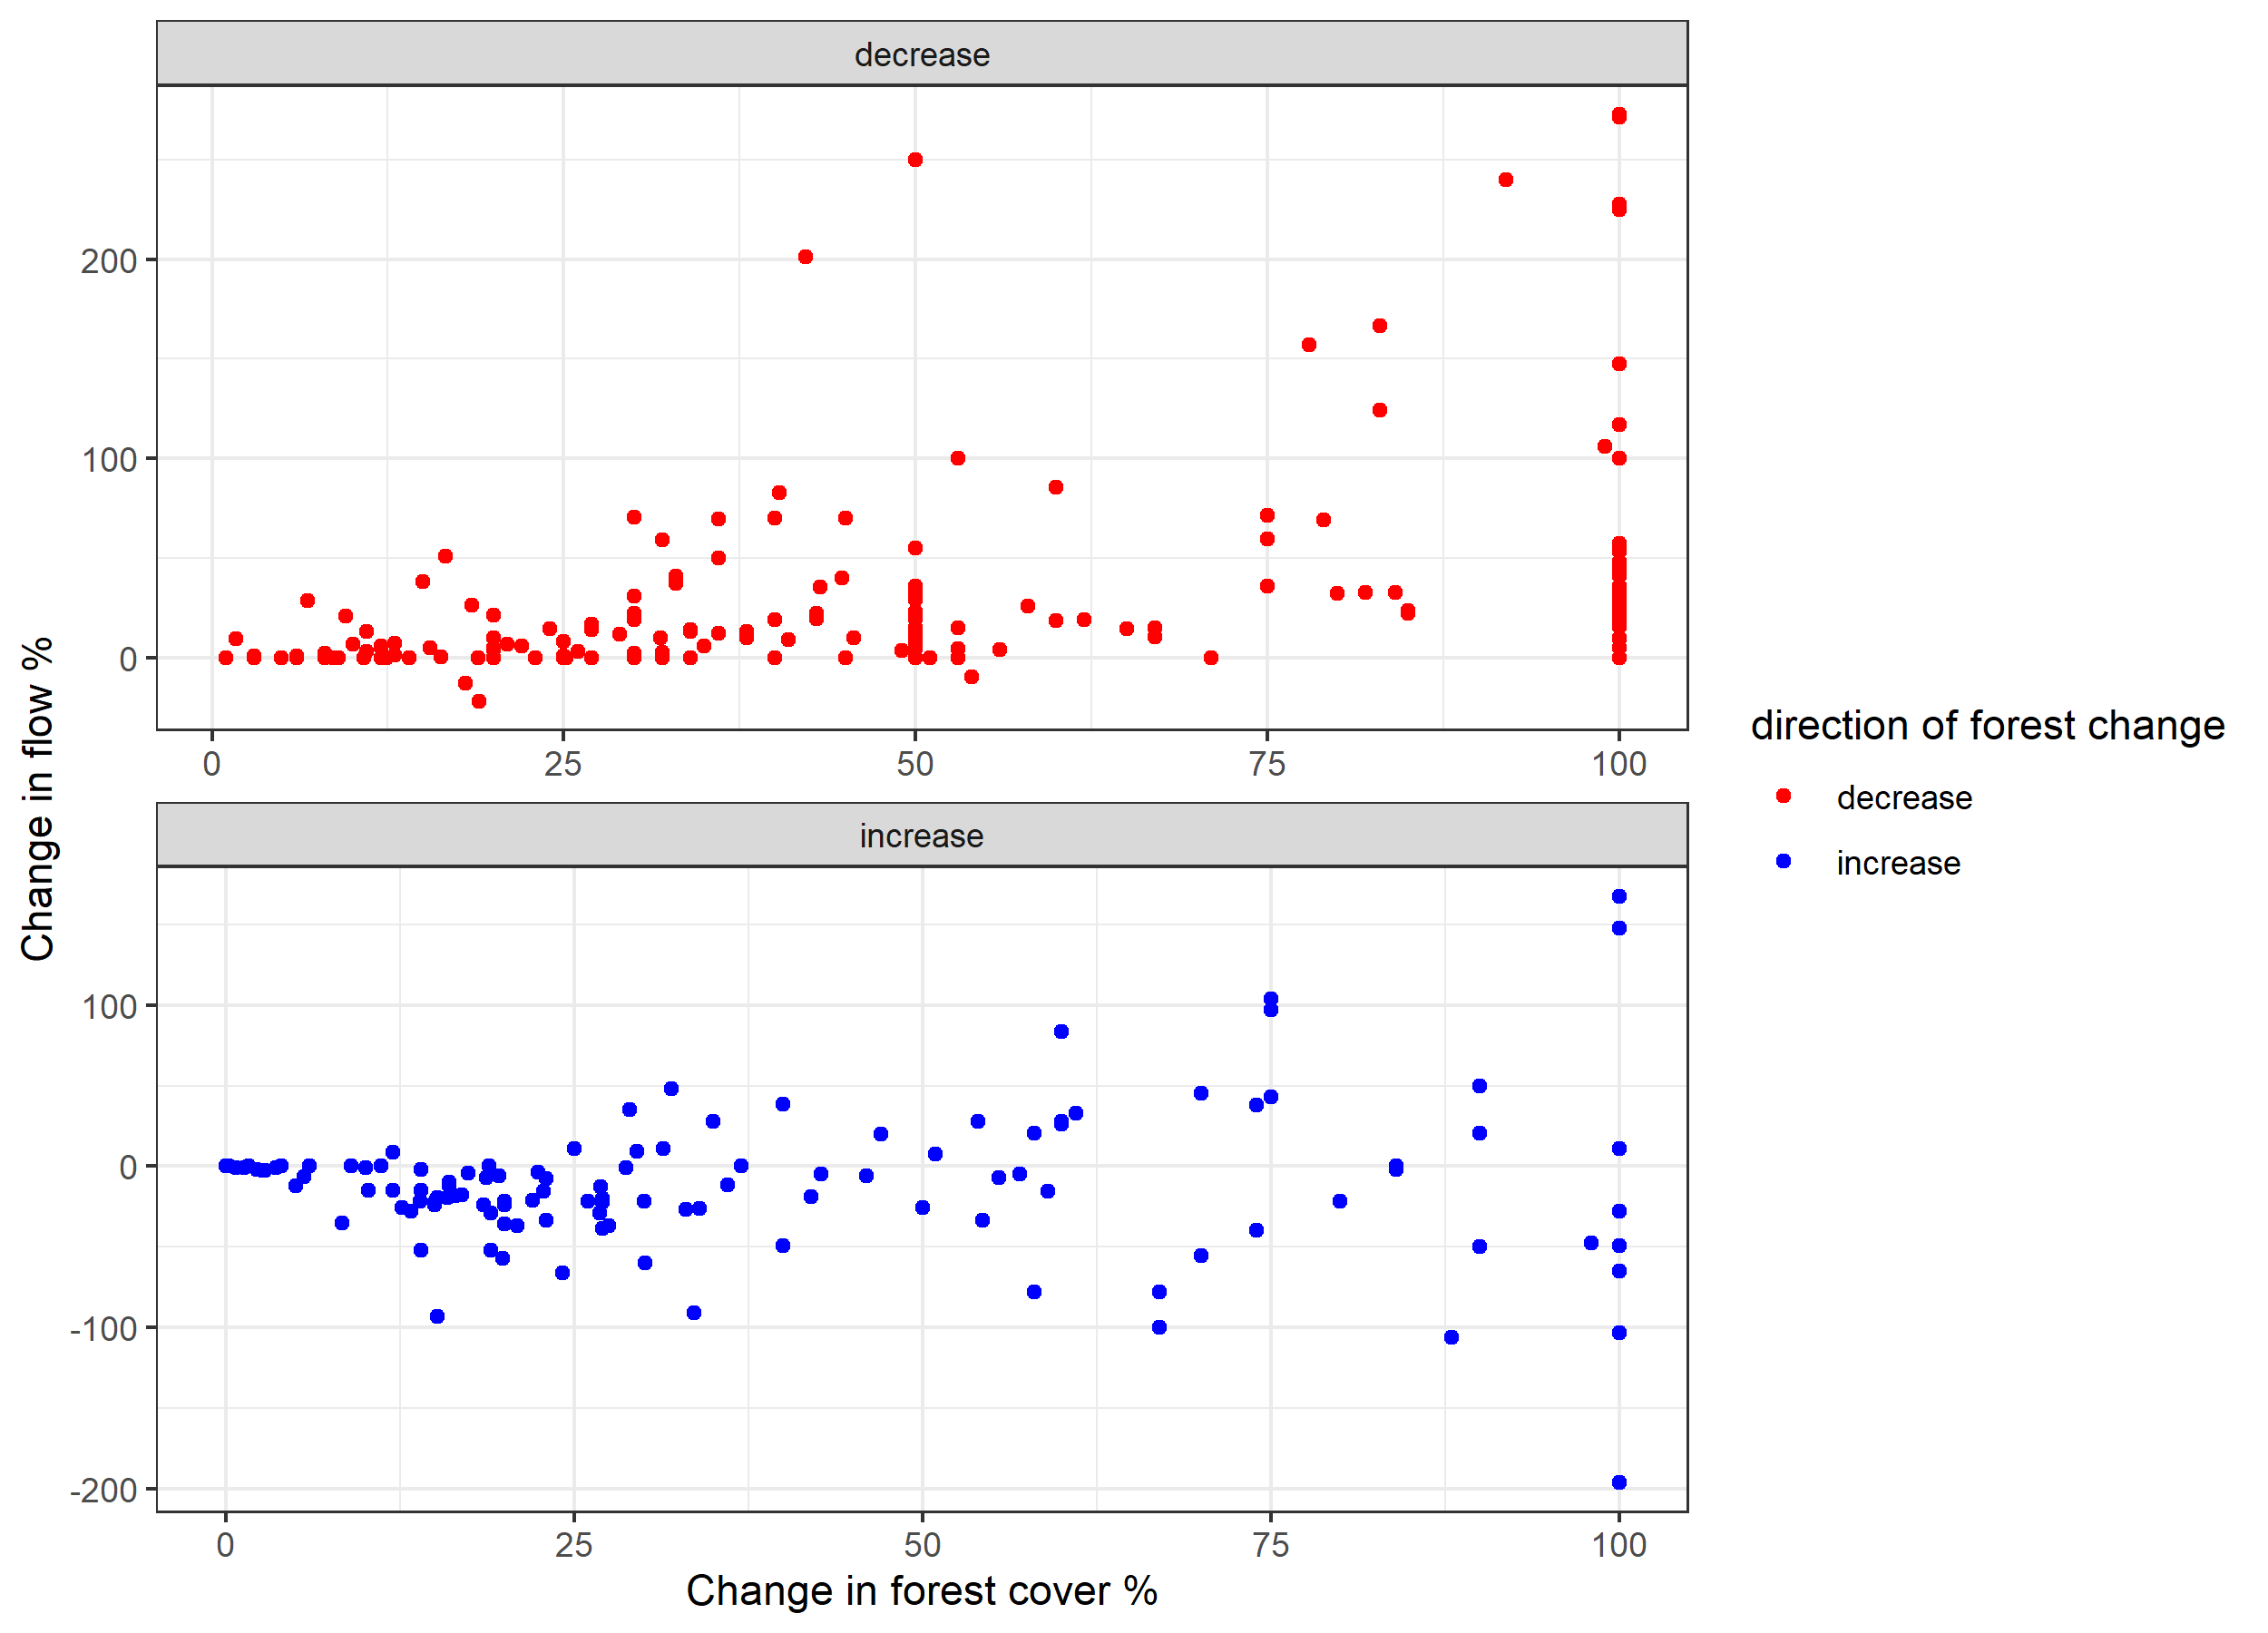 decrease
200
100
0
0 25 50 75 100
increase
100
0
-100
-200
0 25 50 75 100
Change in forest cover %
Change in flow %
direction of forest change
decrease
increase